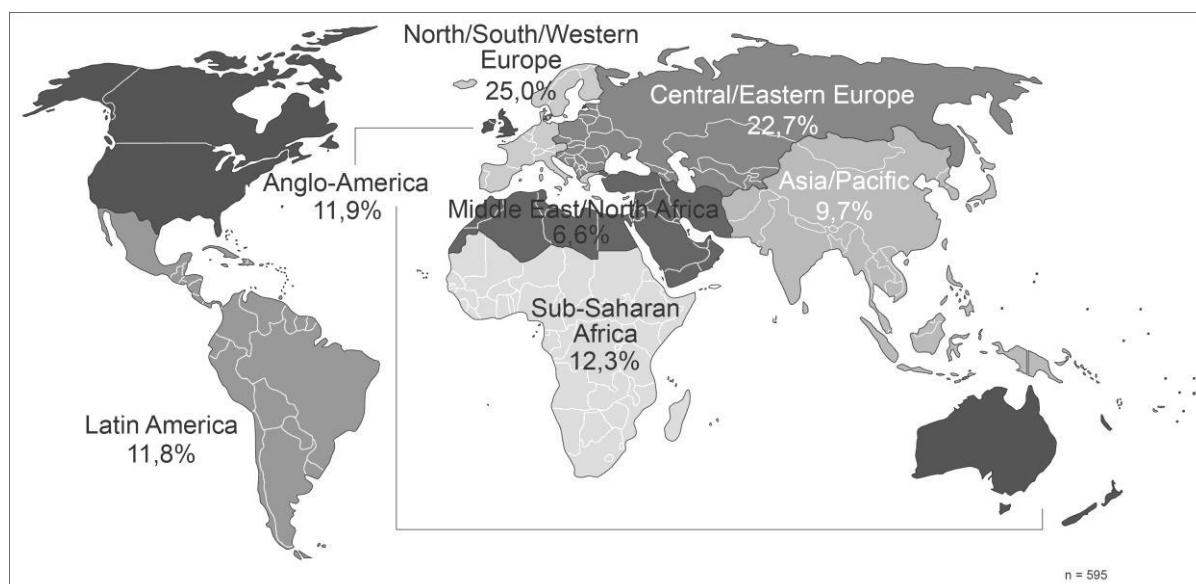 North/South/Western
Europe
25,0%
Central/Eastern Europe
22,7%
Anglo-America
11,9%
Asia/Pacific
9,7%
Middle East/North Africa
6,6%
Sub-Saharan
Africa
12,3%
Latin America
11,8%
n = 595